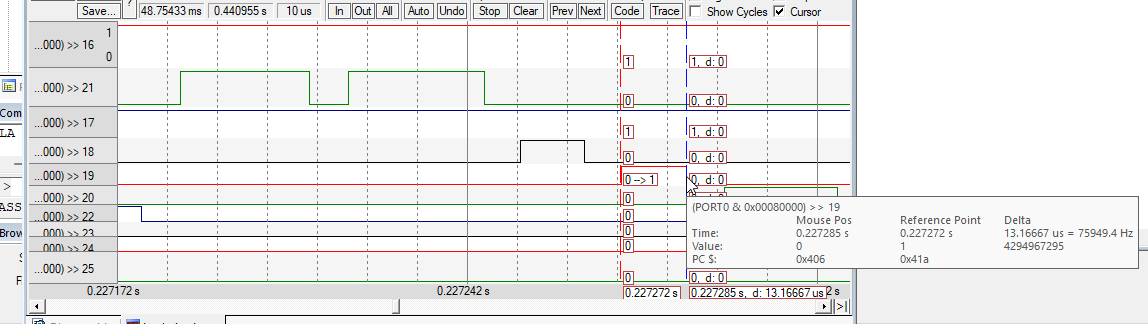 Save... ? 48.75433 ms 0.440955 s 10 us In Out All Auto Undo Stop Clear Prev Next Code Trace Show Cycles Cursor
...000) >> 16 1 0 1 1, d: 0
...000) >> 21 0 0, d: 0
Com
...000) >> 17 1 1, d: 0
LA
...000) >> 18 0 0, d: 0
...000) >> 19 0 --> 1 0, d: 0
>
...000) >> 20 0
ASS
...000) >> 22 0
Brow
...000) >> 23 0
...000) >> 24 0
...000) >> 25 0 0, d: 0
(PORT0 & 0x00080000) >> 19
Mouse Pos Reference Point Delta
Time: 0.227285 s 0.227272 s 13.16667 us = 75949.4 Hz
Value: 0 1 4294967295
PC $: 0x406 0x41a
0.227172 s 0.227242 s 0.227272 s 0.227285 s, d: 13.16667 us 2 s